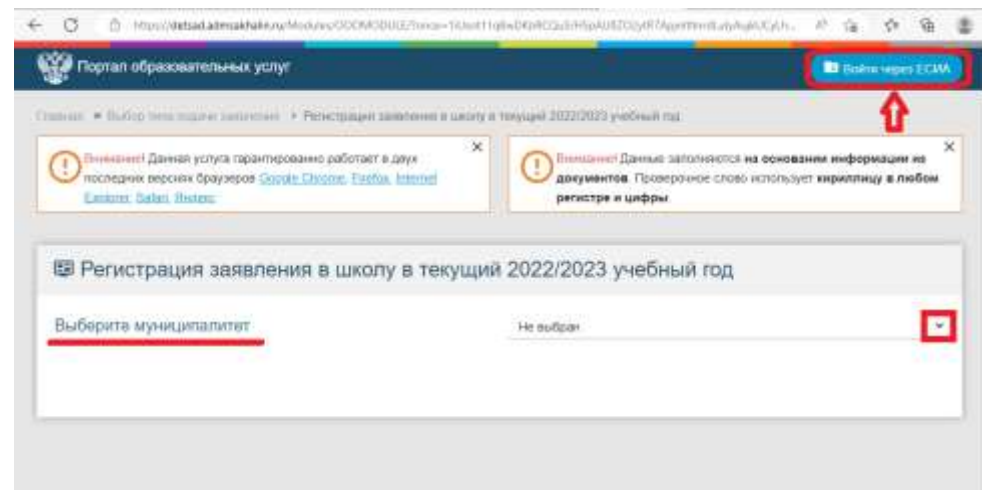 Портал образовательных услуг
Войти через ЕСИА
Главная Выбор типа подачи заявления Регистрация заявления в школу в текущий 2022/2023 учебный год
Внимание! Данная услуга гарантированно работает в двух
последних версиях браузеров Google Chrome, Firefox, Internet
Explorer, Safari,
Внимание! Данные заполняются на основании информации из
документов. Проверочное слово использует кириллицу в любом
регистре и цифры
Регистрация заявления в школу в текущий 2022/2023 учебный год
Выберите муниципалитет
Не выбран